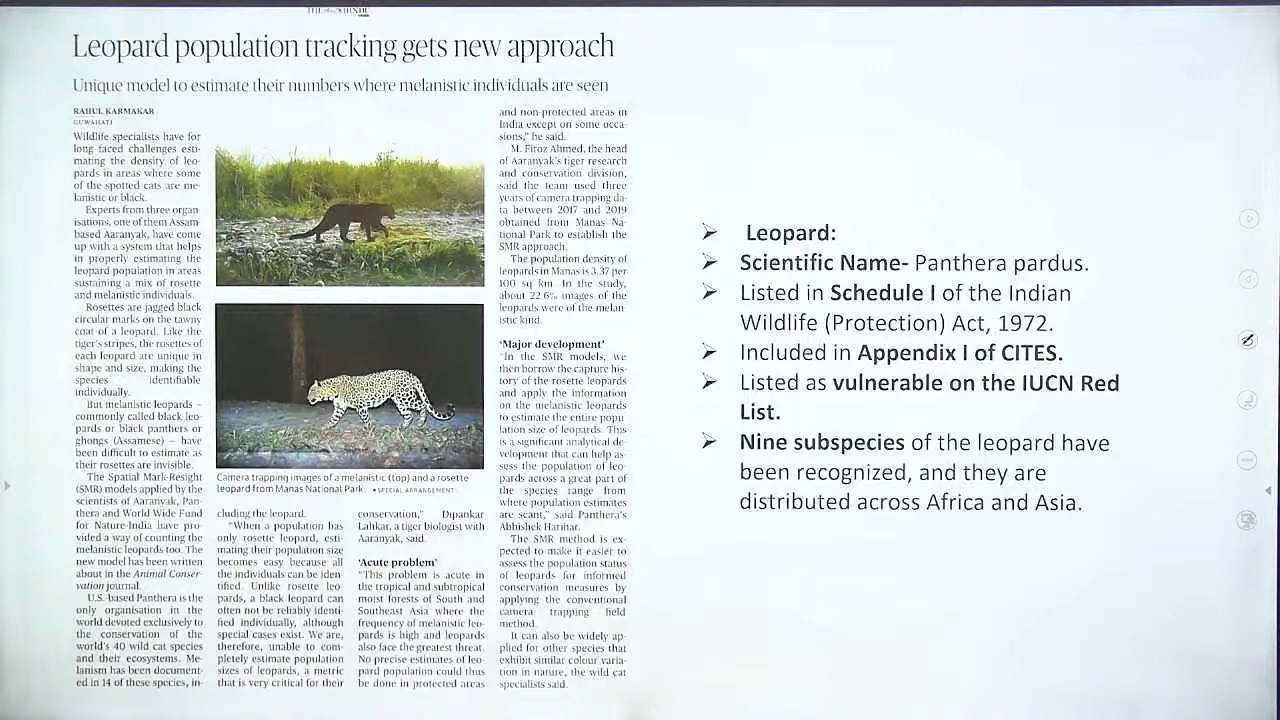 THE HINDU
Leopard population tracking gets new approach
Unique model to estimate their numbers where melanistic individuals are seen
RAHUL KARMAKAR
GUWAHATI
Wildlife specialists have for
long faced challenges esti-
mating the density of leo-
pards in areas where some
of the spotted cats are me-
lanistic or black.
Experts from three organ-
isations, one of them Assam-
based Aaranyak, have come
up with a system that helps
in properly estimating the
leopard population in areas
sustaining a mix of rosette
and melanistic individuals.
Rosettes are jagged black
circular marks on the tawny
coat of a leopard. Like the
tiger's stripes, the rosettes of
each leopard are unique in
shape and size, making the
species identifiable
individually.
But melanistic leopards –
commonly called black leo-
pards or black panthers or
ghongs (Assamese) – have
been difficult to estimate as
their rosettes are invisible.
The Spatial Mark-Resight
(SMR) models applied by the
scientists of Aaranyak, Pan-
thera and World Wide Fund
for Nature-India have pro-
vided a way of counting the
melanistic leopards too. The
new model has been written
about in the Animal Conser-
vation journal.
U.S.-based Panthera is the
only organisation in the
world devoted exclusively to
the conservation of the
world's 40 wild cat species
and their ecosystems. Me-
lanism has been document-
ed in 14 of these species, in-
Camera trapping images of a melanistic (top) and a rosette
leopard from Manas National Park. • SPECIAL ARRANGEMENT
cluding the leopard.
"When a population has
only rosette leopard, esti-
mating their population size
becomes easy because all
the individuals can be iden-
tified. Unlike rosette leo-
pards, a black leopard can
often not be reliably identi-
fied individually, although
special cases exist. We are,
therefore, unable to com-
pletely estimate population
sizes of leopards, a metric
that is very critical for their
conservation," Dipankar
Lahkar, a tiger biologist with
Aaranyak, said.
'Acute problem'
"This problem is acute in
the tropical and subtropical
moist forests of South and
Southeast Asia where the
frequency of melanistic leo-
pards is high and leopards
also face the greatest threat.
No precise estimates of leo-
pard population could thus
be done in protected areas
and non-protected areas in
India except on some occa-
sions," he said.
M. Firoz Ahmed, the head
of Aaranyak's tiger research
and conservation division,
said the team used three
years of camera trapping da-
ta between 2017 and 2019
obtained from Manas Na-
tional Park to establish the
SMR approach.
The population density of
leopards in Manas is 3.37 per
100 sq km. In the study,
about 22.6% images of the
leopards were of the melan-
istic kind.
'Major development'
"In the SMR models, we
then borrow the capture his-
tory of the rosette leopards
and apply the information
on the melanistic leopards
to estimate the entire popu-
lation size of leopards. This
is a significant analytical de-
velopment that can help as-
sess the population of leo-
pards across a great part of
the species range from
where population estimates
are scant," said Panthera's
Abhishek Harihar.
The SMR method is ex-
pected to make it easier to
assess the population status
of leopards for informed
conservation measures by
applying the conventional
camera trapping field
method.
It can also be widely ap-
plied for other species that
exhibit similar colour varia-
tion in nature, the wild cat
specialists said.
➢ Leopard:
➢ Scientific Name- Panthera pardus.
➢ Listed in Schedule I of the Indian
Wildlife (Protection) Act, 1972.
➢ Included in Appendix I of CITES.
➢ Listed as vulnerable on the IUCN Red
List.
➢ Nine subspecies of the leopard have
been recognized, and they are
distributed across Africa and Asia.